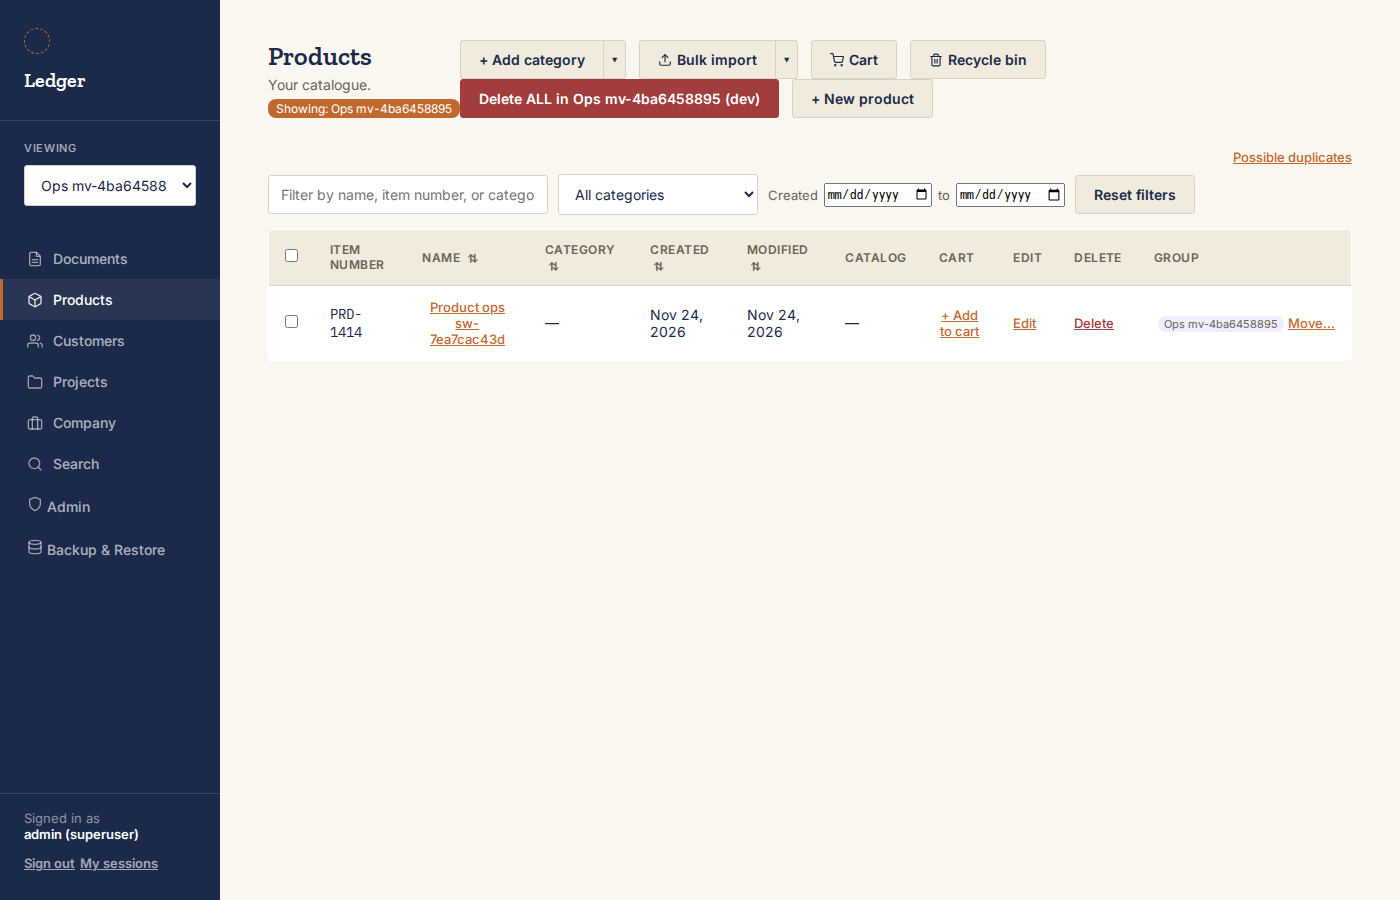 Ledger
VIEWING
Ops mv-4ba64588
Documents
Products
Customers
Projects
Company
Search
Admin
Backup & Restore
Signed in as
admin (superuser)
Sign out My sessions
Products
Your catalogue.
Showing: Ops mv-4ba6458895
+ Add category ▾
Bulk import ▾
Cart
Recycle bin
Delete ALL in Ops mv-4ba6458895 (dev)
+ New product
Possible duplicates
Filter by name, item number, or catego
All categories
Created mm/dd/yyyy to mm/dd/yyyy
Reset filters
ITEM
NUMBER
NAME ⇅
CATEGORY
⇅
CREATED
⇅
MODIFIED
⇅
CATALOG
CART
EDIT
DELETE
GROUP
PRD-
1414
Product ops
sw-
7ea7cac43d
—
Nov 24,
2026
Nov 24,
2026
—
+ Add
to cart
Edit
Delete
Ops mv-4ba6458895 Move...